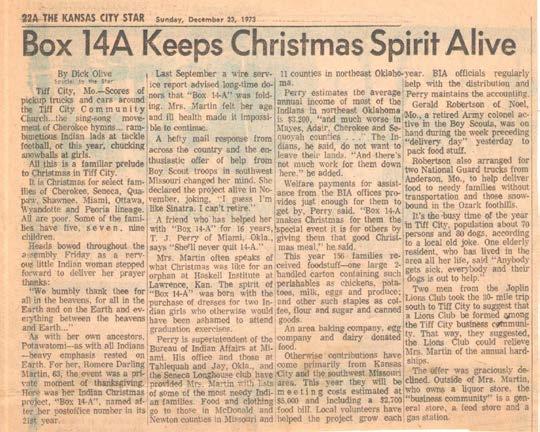 22A THE KANSAS CITY STAR Sunday, December 23, 1973
Box 14A Keeps Christmas Spirit Alive
By Dick Olive
Special to the Star
Tiff City, Mo.—Scores of
pickup trucks and cars around
the Tiff City Community
Church...the sing-song move-
ment of Cherokee hymns... ram-
bunctious Indian lads at tackle
football, or this year, chucking
snowballs at girls.
All this is a familiar prelude
to Christmas in Tiff City.
It is Christmas for select fam-
ilies of Cherokee, Seneca, Qua-
paw, Shawnee, Miami, Ottawa,
Wyandotte and Peoria lineage.
All are poor. Some of the fami-
lies have five, seven, nine
children.
Heads bowed throughout the
assembly Friday as a nerv-
ous little Indian woman stepped
forward to deliver her prayer
thanks:
"We humbly thank thee for
all in the heavens, for all in the
Earth and on the Earth and ev-
erything between the heavens
and Earth..."
As with her own ancestors,
Potavatomi—as with all Indians
—heavy emphasis rested on
Earth. For her, Homere Darling
Martin, 63, the event was a pri-
vate moment of thanksgiving.
Here was her Indian Christmas
project, "Box 14A," named aft-
er her postoffice number in its
21st year.
Last September a wire serv-
ice report advised long-time do-
nors that "Box 14-A" was fold-
ing. Mrs. Martin felt her age
and ill health made it impossi-
ble to continue.
A hefty mail response from
across the country and the en-
thusiastic offer of help from
Boy Scout troops in southwest
Missouri changed her mind. She
declared the project alive in No-
vember, joking, "I guess I'm
like Sinatra. I can't retire."
A friend who has helped her
with "Box 14-A" for 16 years,
T. J. Perry of Miami, Okla.,
says "She'll never quit 14-A."
Mrs. Martin often speaks of
what Christmas was like for an
orphan at Haskell Institute at
Lawrence, Kan. The spirit of
"Box 14-A" was born with the
purchase of dresses for two In-
dian girls who otherwise would
have been ashamed to attend
graduation exercises.
Perry is superintendent of the
Bureau of Indian Affairs at Mi-
ami. His office and those at
Tahlequah and Jay, Okla., and
the Seneca Longhouse club have
provided Mrs. Martin with lists
of some of the most needy Indi-
an families. Food and clothing
go to those in McDonald and
Newton counties in Missouri and
11 counties in northeast Oklaho-
ma.
Perry estimates the average
annual income of most of the
Indians in northeast Oklahoma
is $3,200, "and much worse in
Mayes, Adair, Cherokee and Se-
quoyah counties . . ." The In-
dians, he said, do not want to
leave their lands. "And there's
not much work for them down
here," he added.
Welfare payments for assist-
ance from the BIA offices pro-
vides just enough for them to
get by, Perry said. "Box 14-A
makes Christmas for them the
special event it is for others by
giving them that good Christ-
mas meal," he said.
This year 156 families re-
ceived foodstuff—one large 2-
handled carton containing such
perishables as chickens, pota-
toes, milk, eggs and produce;
and other such staples as cof-
fee, flour and sugar and canned
goods.
An area baking company, egg
company and dairy donated
food.
Otherwise contributions have
come primarily from Kansas
City and the southwest Missouri
area. This year they will be
meeting costs estimated at
$5,000 and including a $2,700
food bill. Local volunteers have
helped the project grow each
year. BIA officials regularly
help with the distribution and
Perry maintains the accounting.
Gerald Robertson of Noel,
Mo., a retired Army colonel ac-
tive in the Boy Scouts, was on
hand during the week preceding
"delivery day" yesterday to
pack food stuff.
Robertson also arranged for
two National Guard trucks from
Anderson, Mo., to help deliver
food to needy families without
transportation and those snow-
bound in the Ozark foothills.
It's the busy time of the year
in Tiff City, population about 70
persons and 80 dogs, according
to a local old joke. One elderly
resident, who has lived in the
area all her life, said "Anybody
gets sick, everybody and their
dogs is out to help."
Two men from the Joplin
Lions Club took the 30-mile trip
south to Tiff City to suggest that
a Lions Club be formed among
the Tiff City business communi-
ty. That way, they suggested,
the Lions Club could relieve
Mrs. Martin of the annual hard-
ships.
The offer was graciously de-
clined. Outside of Mrs. Martin,
who owns a liquor store, the
"business community" is a gen-
eral store, a feed store and a
gas station.